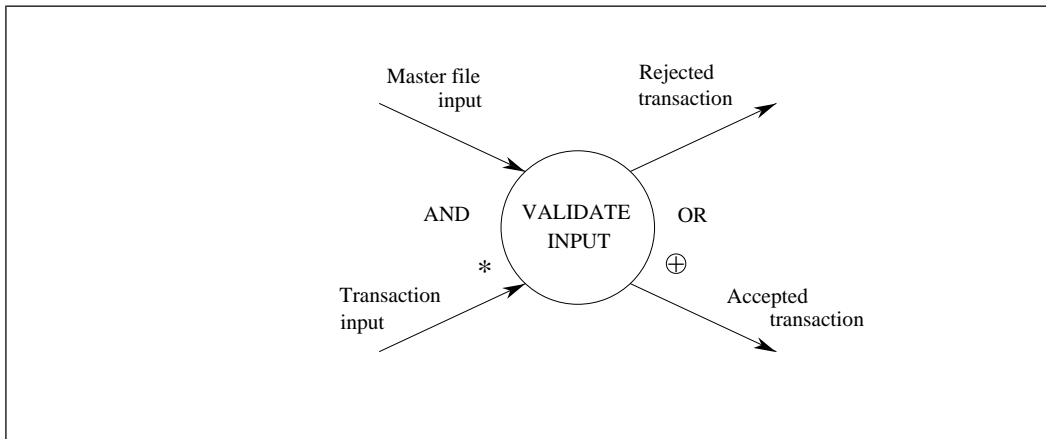 Master file
input
Rejected
transaction
AND
VALIDATE
INPUT
OR
*
⊕
Transaction
input
Accepted
transaction